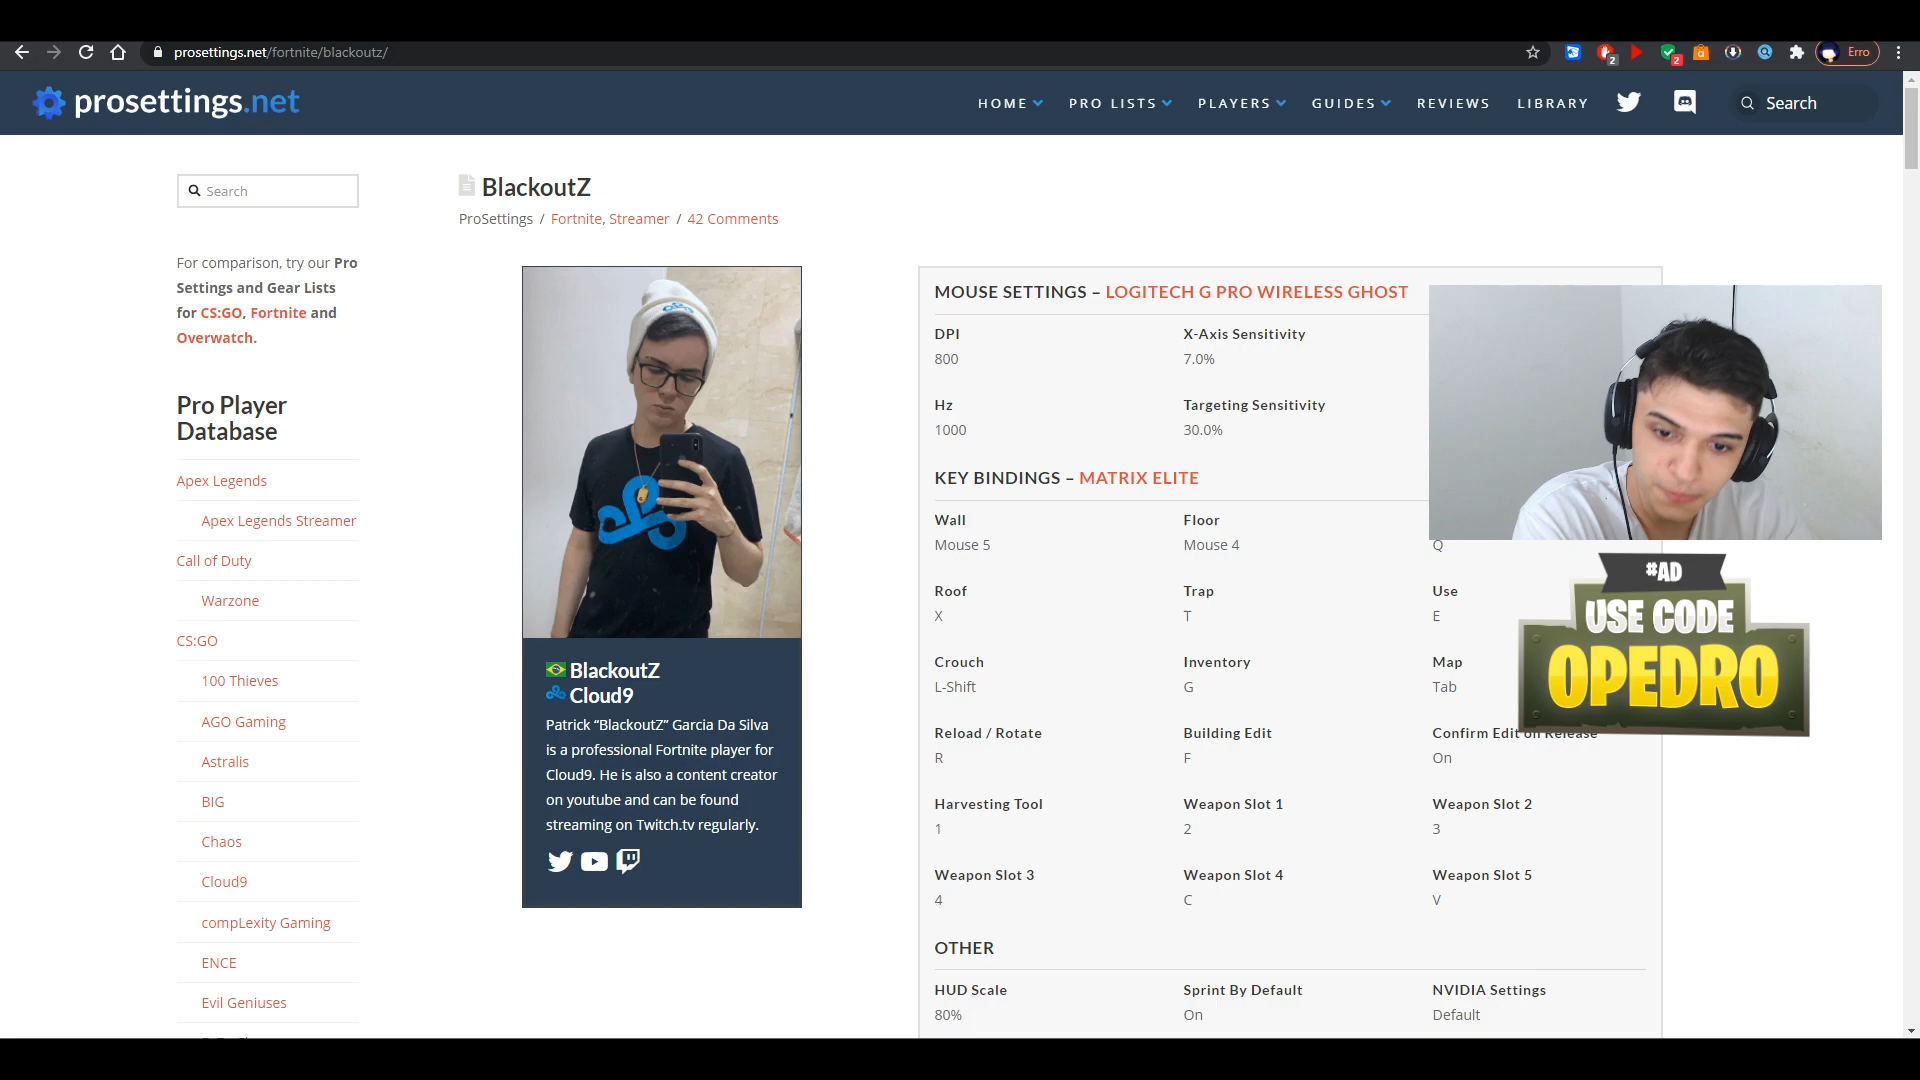 prosettings.net/fortnite/blackoutz/
2
2
Erro
prosettings.net
HOME
PRO LISTS
PLAYERS
GUIDES
REVIEWS
LIBRARY
Search
Search
For comparison, try our Pro
Settings and Gear Lists
for CS:GO, Fortnite and
Overwatch.
Pro Player
Database
Apex Legends
Apex Legends Streamer
Call of Duty
Warzone
CS:GO
100 Thieves
AGO Gaming
Astralis
BIG
Chaos
Cloud9
compLexity Gaming
ENCE
Evil Geniuses
BlackoutZ
ProSettings / Fortnite, Streamer / 42 Comments
BlackoutZ
Cloud9
Patrick “BlackoutZ” Garcia Da Silva
is a professional Fortnite player for
Cloud9. He is also a content creator
on youtube and can be found
streaming on Twitch.tv regularly.
MOUSE SETTINGS – LOGITECH G PRO WIRELESS GHOST
DPI X-Axis Sensitivity
800 7.0%
Hz Targeting Sensitivity
1000 30.0%
KEY BINDINGS – MATRIX ELITE
Wall Floor
Mouse 5 Mouse 4 Q
Roof Trap Use
X T E
Crouch Inventory Map
L-Shift G Tab
Reload / Rotate Building Edit Confirm Edit on Release
R F On
Harvesting Tool Weapon Slot 1 Weapon Slot 2
1 2 3
Weapon Slot 3 Weapon Slot 4 Weapon Slot 5
4 C V
OTHER
HUD Scale Sprint By Default NVIDIA Settings
80% On Default
#AD
USE CODE
OPEDRO